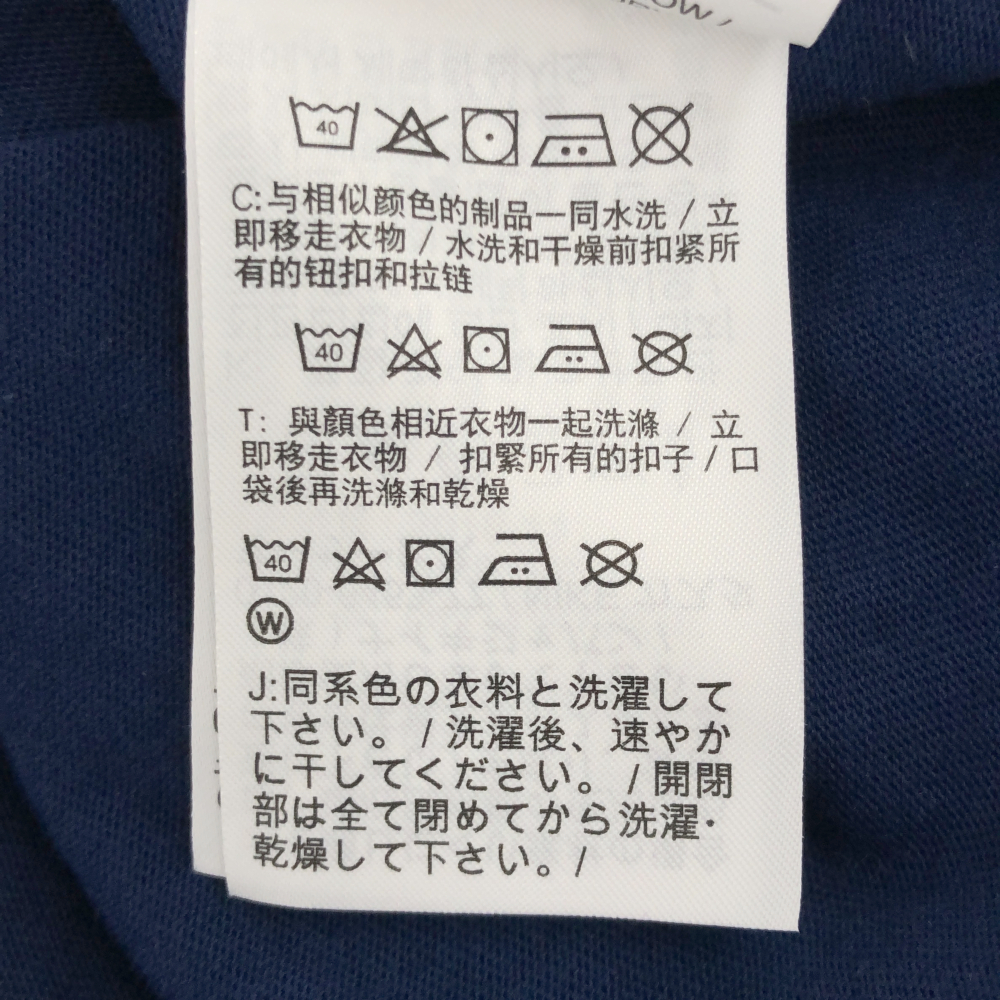 40
C:与相似颜色的制品一同水洗 / 立
即移走衣物 / 水洗和干燥前扣紧所
有的钮扣和拉链
40
T: 與顏色相近衣物一起洗滌 / 立
即移走衣物 / 扣緊所有的扣子 / 口
袋後再洗滌和乾燥
40
W
J:同系色の衣料と洗濯して
下さい。 / 洗濯後、速やか
に干してください。 / 開閉
部は全て閉めてから洗濯・
乾燥して下さい。 /